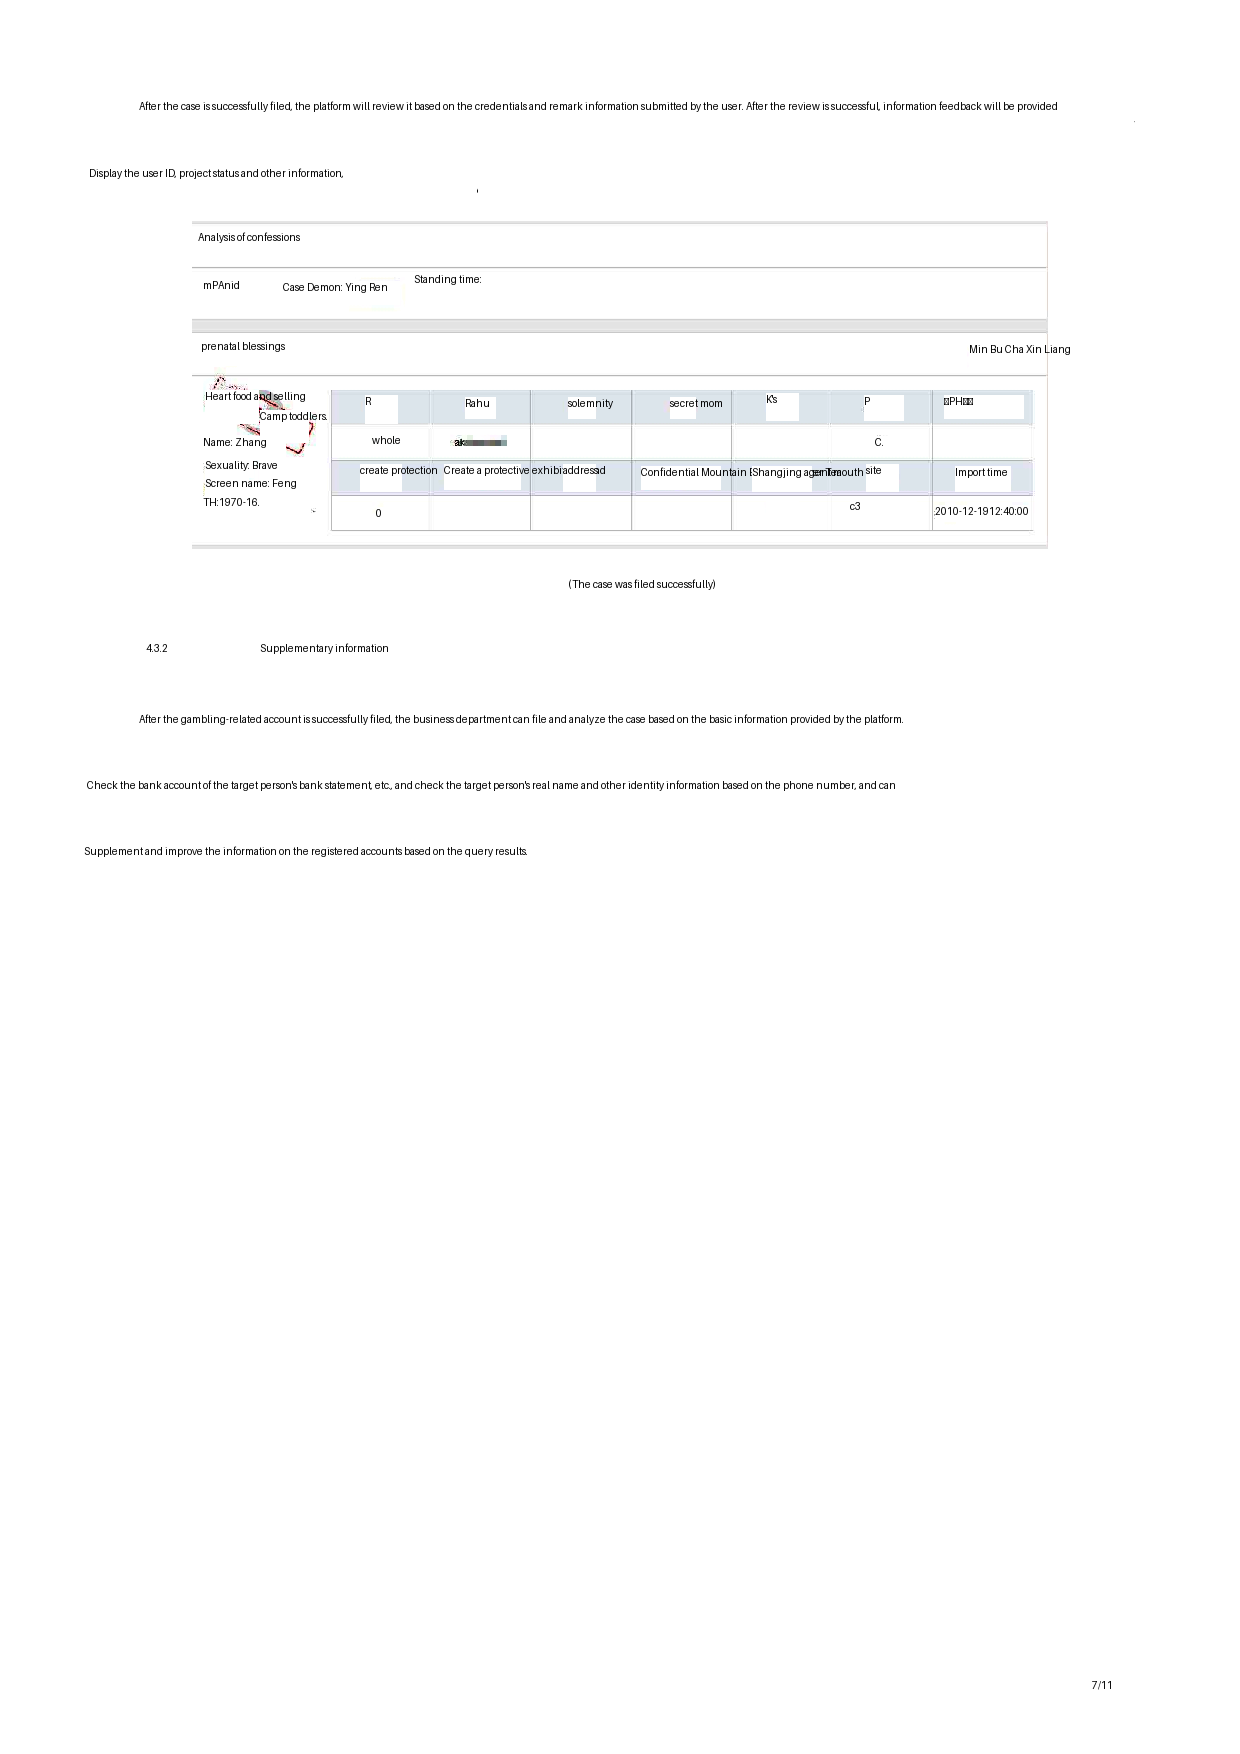 After the case is successfully filed, the platform will review it based on the credentials and remark information submitted by the user. After the review is successful, information feedback will be provided
Display the user ID, project status and other information,
Analysis of confessions
mPAnid Case Demon: Ying Ren Standing time:
prenatal blessings Min Bu Cha Xin Liang
Heart food and selling
Camp toddlers.
Name: Zhang
Sexuality: Brave
Screen name: Feng
TH:1970-16.
R Rahu solemnity secret mom K's P PH
whole ak C.
create protection Create a protective exhibi address Confidential Mountain Shangjing mouth site Import time
0 c3 2010-12-1912:40:00
(The case was filed successfully)
4.3.2 Supplementary information
After the gambling-related account is successfully filed, the business department can file and analyze the case based on the basic information provided by the platform.
Check the bank account of the target person's bank statement, etc., and check the target person's real name and other identity information based on the phone number, and can
Supplement and improve the information on the registered accounts based on the query results.
7/11